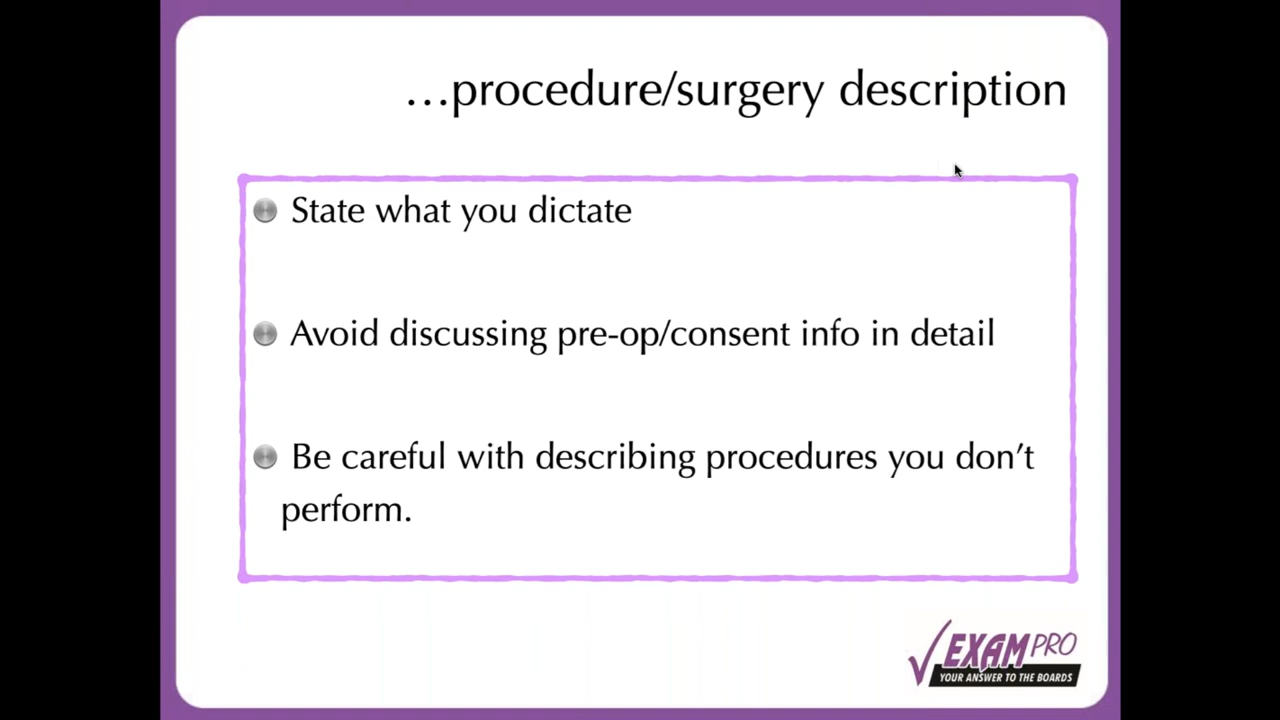 …procedure/surgery description
State what you dictate
Avoid discussing pre-op/consent info in detail
Be careful with describing procedures you don’t
perform.
EXAM PRO
YOUR ANSWER TO THE BOARDS